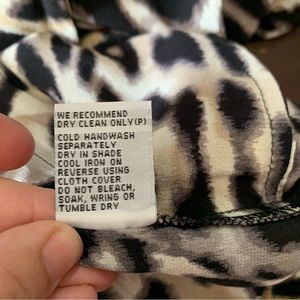 WE RECOMMEND
DRY CLEAN ONLY(P)
COLD HANDWASH
SEPARATELY
DRY IN SHADE
COOL IRON ON
REVERSE USING
CLOTH COVER
DO NOT BLEACH,
SOAK, WRING OR
TUMBLE DRY